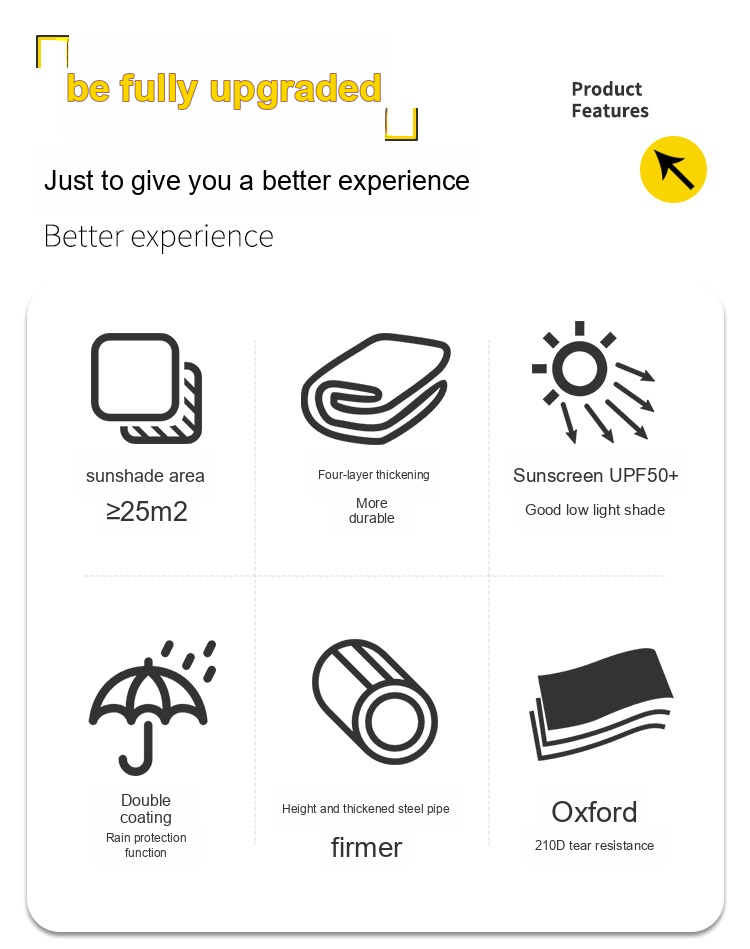 be fully upgraded
Product
Features
Just to give you a better experience
Better experience
sunshade area
≥25m2
Four-layer thickening
More
durable
Sunscreen UPF50+
Good low light shade
Double
coating
Rain protection
function
Height and thickened steel pipe
firmer
Oxford
210D tear resistance